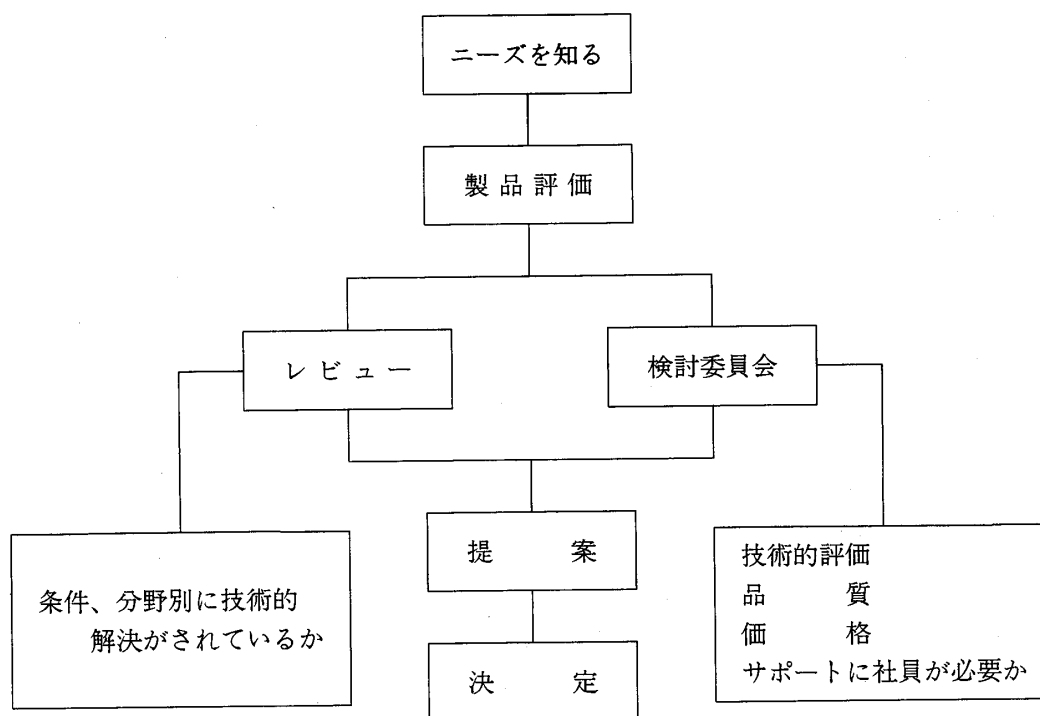 ニーズを知る
製品評価
レビュー
検討委員会
提案
条件、分野別に技術的
解決がされているか
技術的評価
品質
価格
サポートに社員が必要か
決定